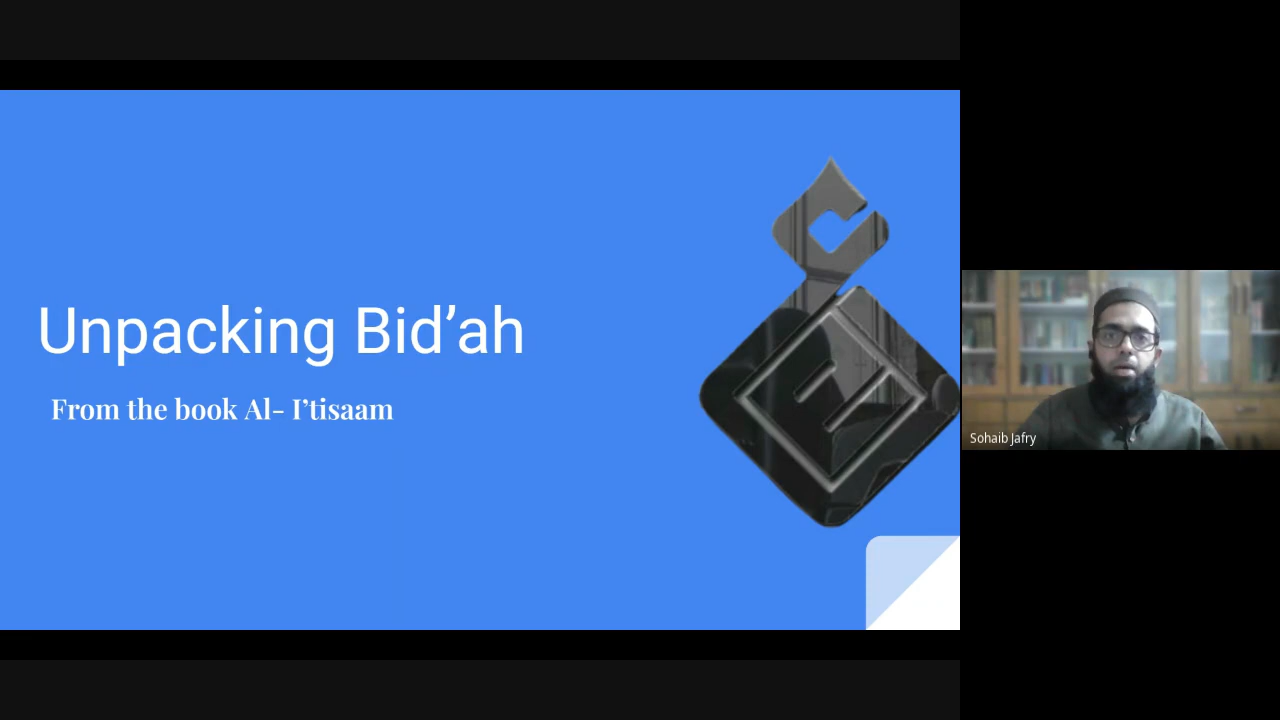 Unpacking Bid’ah
From the book Al- I’tisaam
Sohaib Jafry